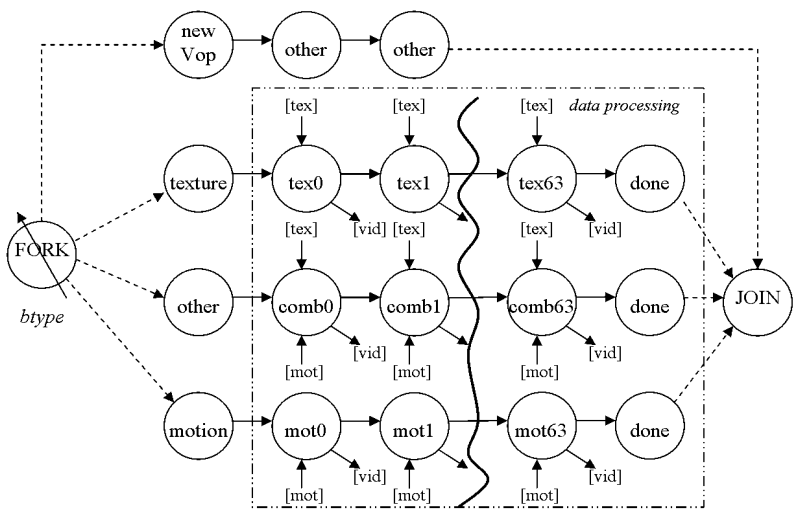 new
Vop
other
other
[tex]
[tex]
[tex]
data processing
texture
tex0
tex1
tex63
done
[vid]
[vid]
FORK
btype
[tex]
[tex]
[tex]
other
comb0
comb1
comb63
done
JOIN
[vid]
[vid]
[mot]
[mot]
[mot]
motion
mot0
mot1
mot63
done
[vid]
[vid]
[mot]
[mot]
[mot]